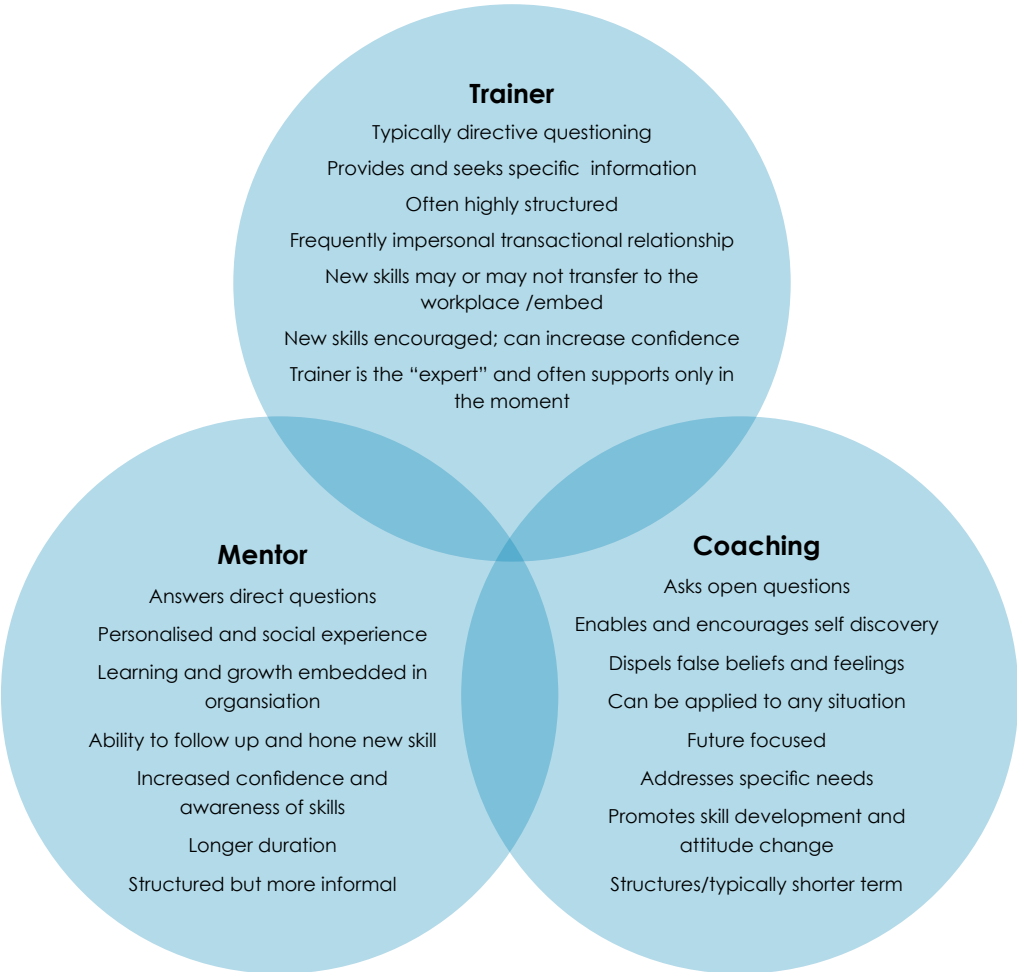 Trainer
Typically directive questioning
Provides and seeks specific  information
Often highly structured
Frequently impersonal transactional relationship
New skills may or may not transfer to the
workplace /embed
New skills encouraged; can increase confidence
Trainer is the “expert” and often supports only in
the moment
Mentor
Answers direct questions
Personalised and social experience
Learning and growth embedded in
organsiation
Ability to follow up and hone new skill
Increased confidence and
awareness of skills
Longer duration
Structured but more informal
Coaching
Asks open questions
Enables and encourages self discovery
Dispels false beliefs and feelings
Can be applied to any situation
Future focused
Addresses specific needs
Promotes skill development and
attitude change
Structures/typically shorter term